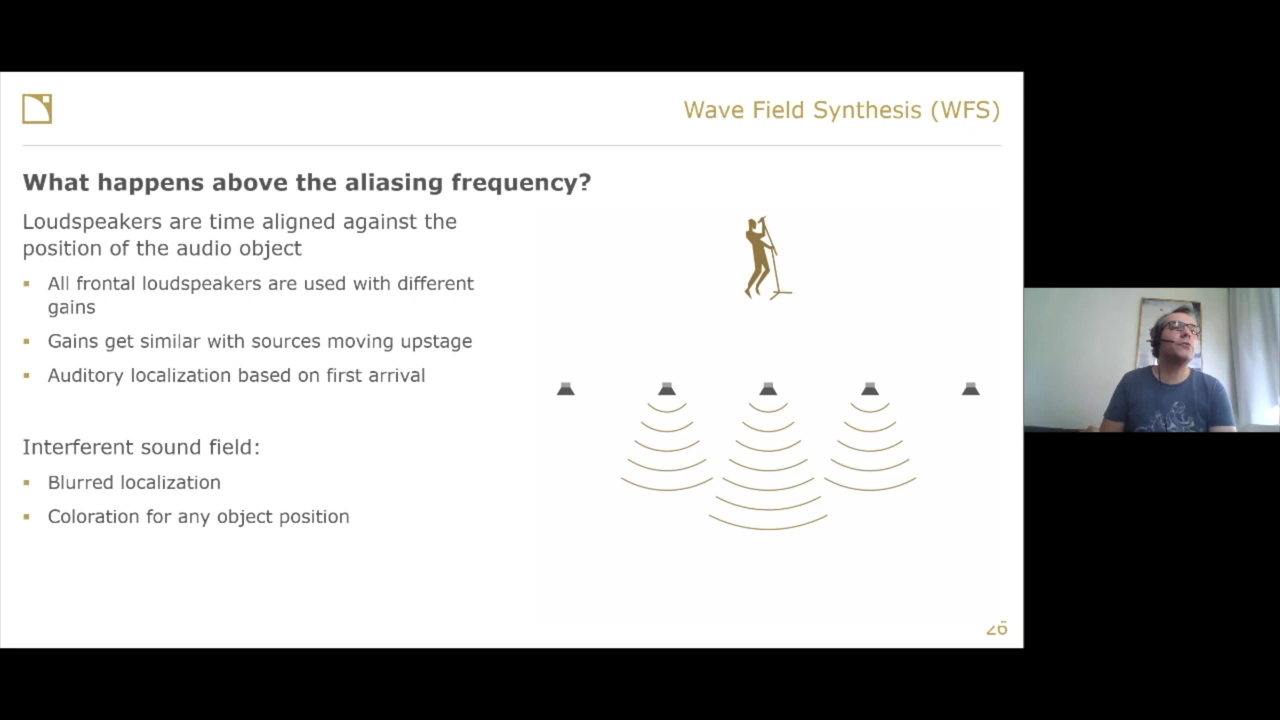 Wave Field Synthesis (WFS)
What happens above the aliasing frequency?
Loudspeakers are time aligned against the
position of the audio object
▪ All frontal loudspeakers are used with different
gains
▪ Gains get similar with sources moving upstage
▪ Auditory localization based on first arrival
Interferent sound field:
▪ Blurred localization
▪ Coloration for any object position
26